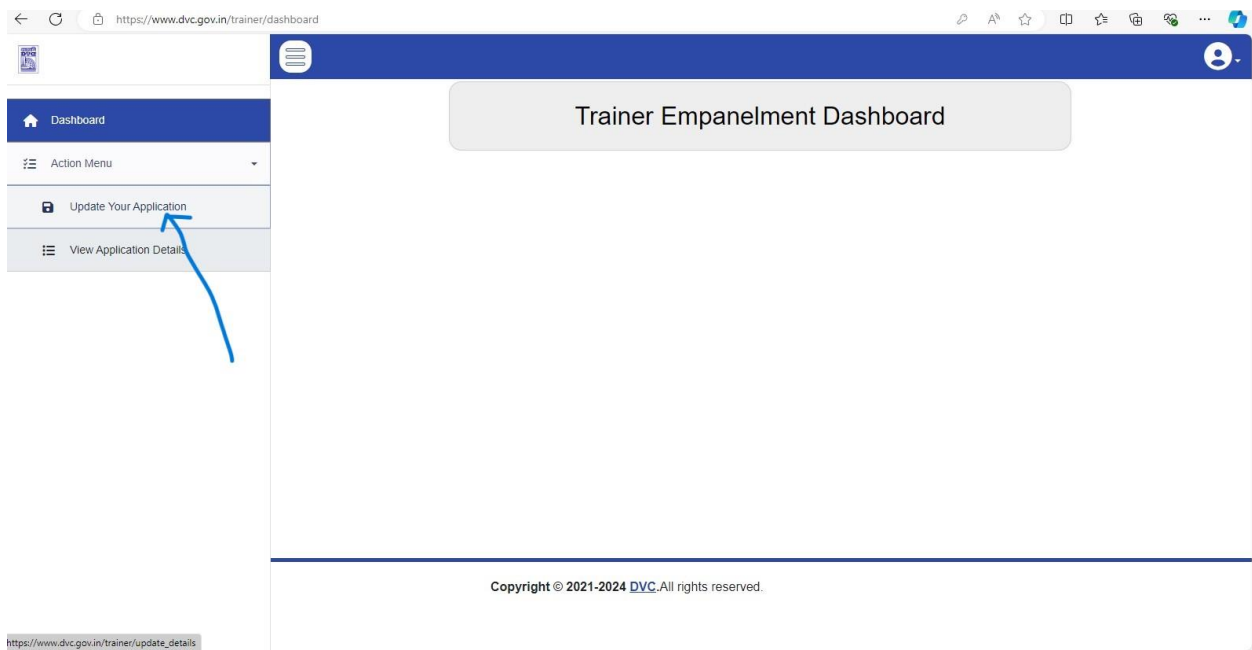 https://www.dvc.gov.in/trainer/dashboard
DVC
Trainer Empanelment Dashboard
Dashboard
Action Menu
Update Your Application
View Application Details
Copyright © 2021-2024 DVC.All rights reserved.
https://www.dvc.gov.in/trainer/update_details